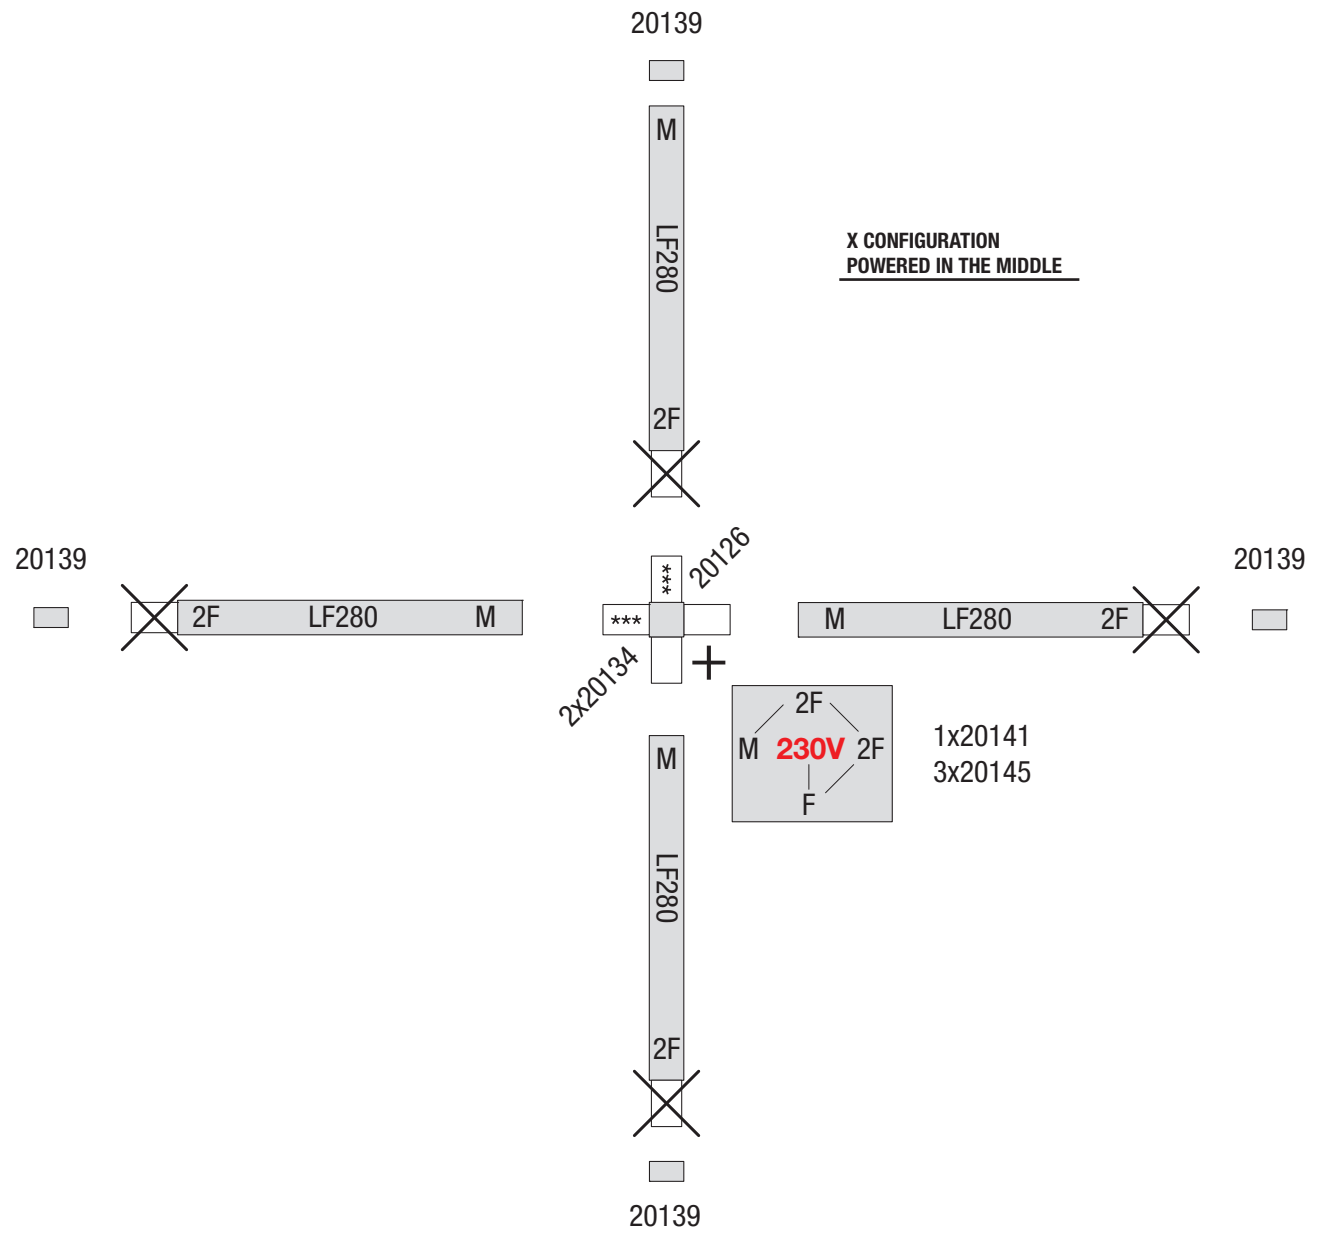 20139
M
LF280
X CONFIGURATION
POWERED IN THE MIDDLE
2F
20139
20139
2F LF280 M
***
20126
***
2x20134
+
M LF280 2F
2F
M 230V 2F
F
1x20141
3x20145
M
LF280
2F
20139